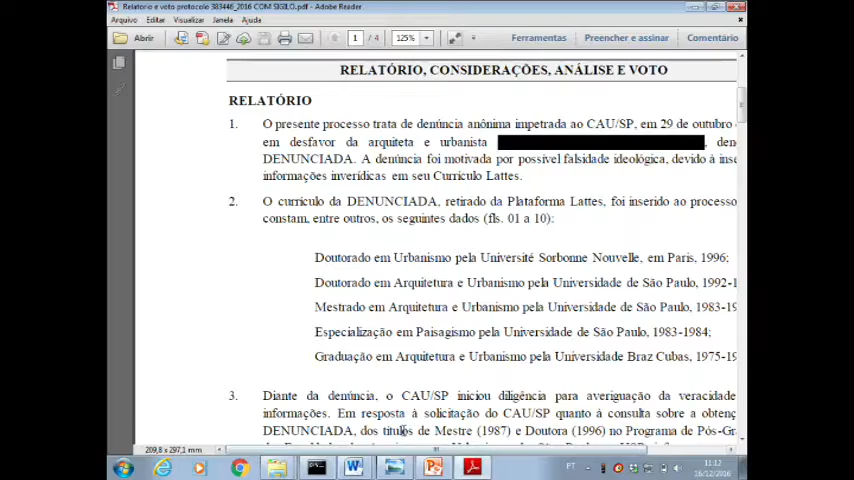 Relatorio e voto protocolo 383446_2016 COM SIGILO.pdf - Adobe Reader
Arquivo Editar Visualizar Janela Ajuda
Abrir 1 / 4 125% Ferramentas Preencher e assinar Comentário
RELATÓRIO, CONSIDERAÇÕES, ANÁLISE E VOTO
RELATÓRIO
1. O presente processo trata de denúncia anônima impetrada ao CAU/SP, em 29 de outubro
em desfavor da arquiteta e urbanista , den
DENUNCIADA. A denúncia foi motivada por possível falsidade ideológica, devido à inse
informações inverídicas em seu Currículo Lattes.
2. O currículo da DENUNCIADA, retirado da Plataforma Lattes, foi inserido ao processo
constam, entre outros, os seguintes dados (fls. 01 a 10):
Doutorado em Urbanismo pela Université Sorbonne Nouvelle, em Paris, 1996;
Doutorado em Arquitetura e Urbanismo pela Universidade de São Paulo, 1992-1
Mestrado em Arquitetura e Urbanismo pela Universidade de São Paulo, 1983-19
Especialização em Paisagismo pela Universidade de São Paulo, 1983-1984;
Graduação em Arquitetura e Urbanismo pela Universidade Braz Cubas, 1975-19
3. Diante da denúncia, o CAU/SP iniciou diligência para averiguação da veracidade
informações. Em resposta à solicitação do CAU/SP quanto à consulta sobre a obtenç
DENUNCIADA, dos títulos de Mestre (1987) e Doutora (1996) no Programa de Pós-Gr
209,8 x 297,1 mm
PT 11:12
16/12/2016